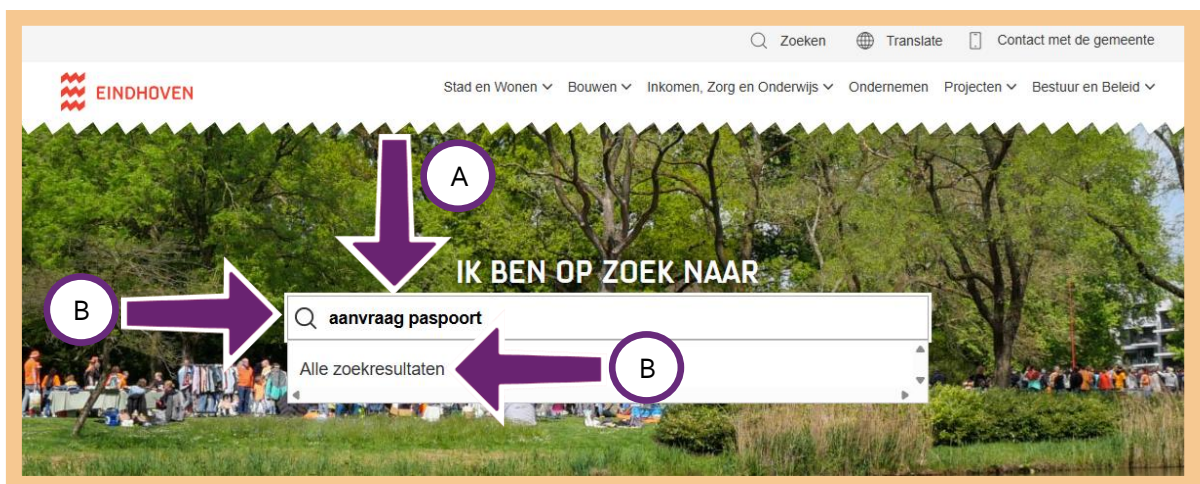 Zoeken Translate Contact met de gemeente
EINDHOVEN Stad en Wonen Bouwen Inkomen, Zorg en Onderwijs Ondernemen Projecten Bestuur en Beleid
A
IK BEN OP ZOEK NAAR
B
aanvraag paspoort
Alle zoekresultaten
B